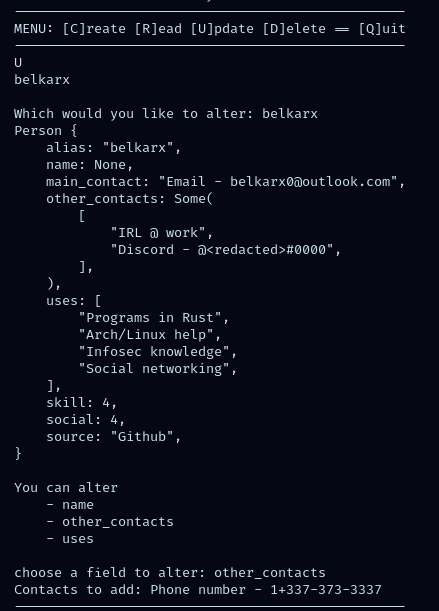 MENU: [C]reate [R]ead [U]pdate [D]elete == [Q]uit
U
belkarx
Which would you like to alter: belkarx
Person {
    alias: "belkarx",
    name: None,
    main_contact: "Email - belkarx0@outlook.com",
    other_contacts: Some(
        [
            "IRL @ work",
            "Discord - @<redacted>#0000",
        ],
    ),
    uses: [
        "Programs in Rust",
        "Arch/Linux help",
        "Infosec knowledge",
        "Social networking",
    ],
    skill: 4,
    social: 4,
    source: "Github",
}
You can alter
    - name
    - other_contacts
    - uses
choose a field to alter: other_contacts
Contacts to add: Phone number - 1+337-373-3337